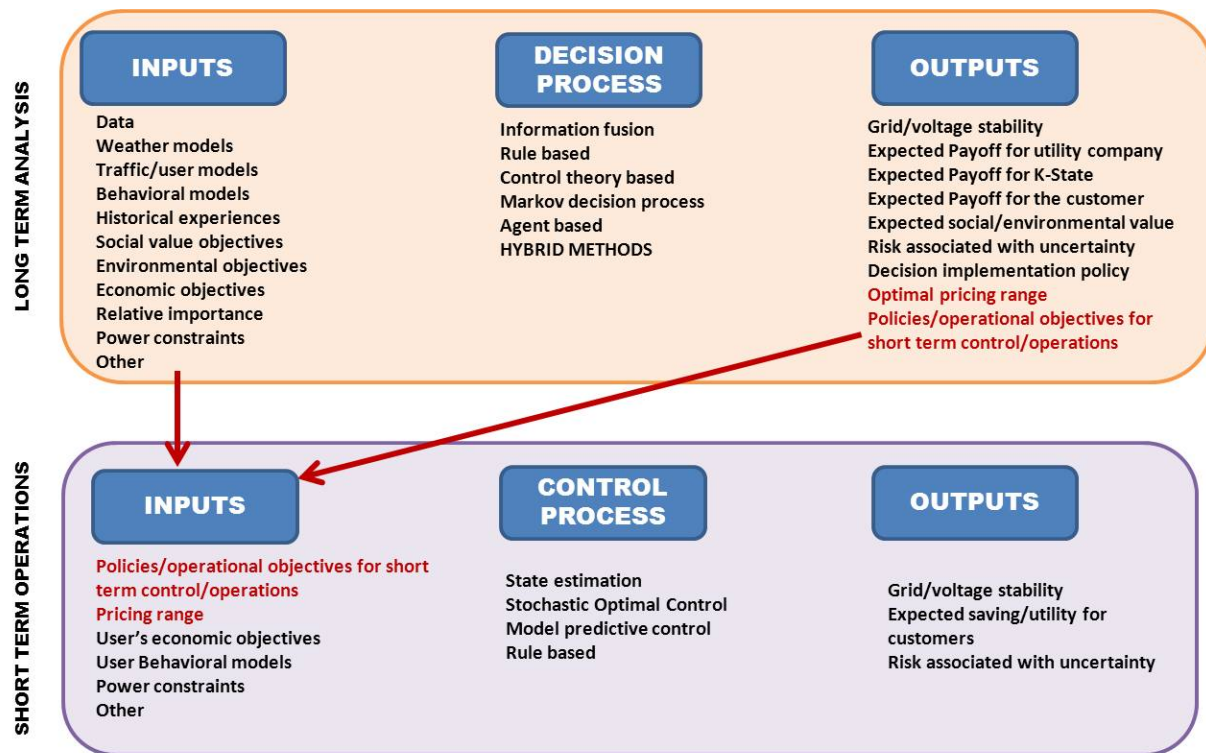 LONG TERM ANALYSIS
INPUTS
Data
Weather models
Traffic/user models
Behavioral models
Historical experiences
Social value objectives
Environmental objectives
Economic objectives
Relative importance
Power constraints
Other
DECISION
PROCESS
Information fusion
Rule based
Control theory based
Markov decision process
Agent based
HYBRID METHODS
OUTPUTS
Grid/voltage stability
Expected Payoff for utility company
Expected Payoff for K-State
Expected Payoff for the customer
Expected social/environmental value
Risk associated with uncertainty
Decision implementation policy
Optimal pricing range
Policies/operational objectives for
short term control/operations
SHORT TERM OPERATIONS
INPUTS
Policies/operational objectives for short
term control/operations
Pricing range
User’s economic objectives
User Behavioral models
Power constraints
Other
CONTROL
PROCESS
State estimation
Stochastic Optimal Control
Model predictive control
Rule based
OUTPUTS
Grid/voltage stability
Expected saving/utility for
customers
Risk associated with uncertainty